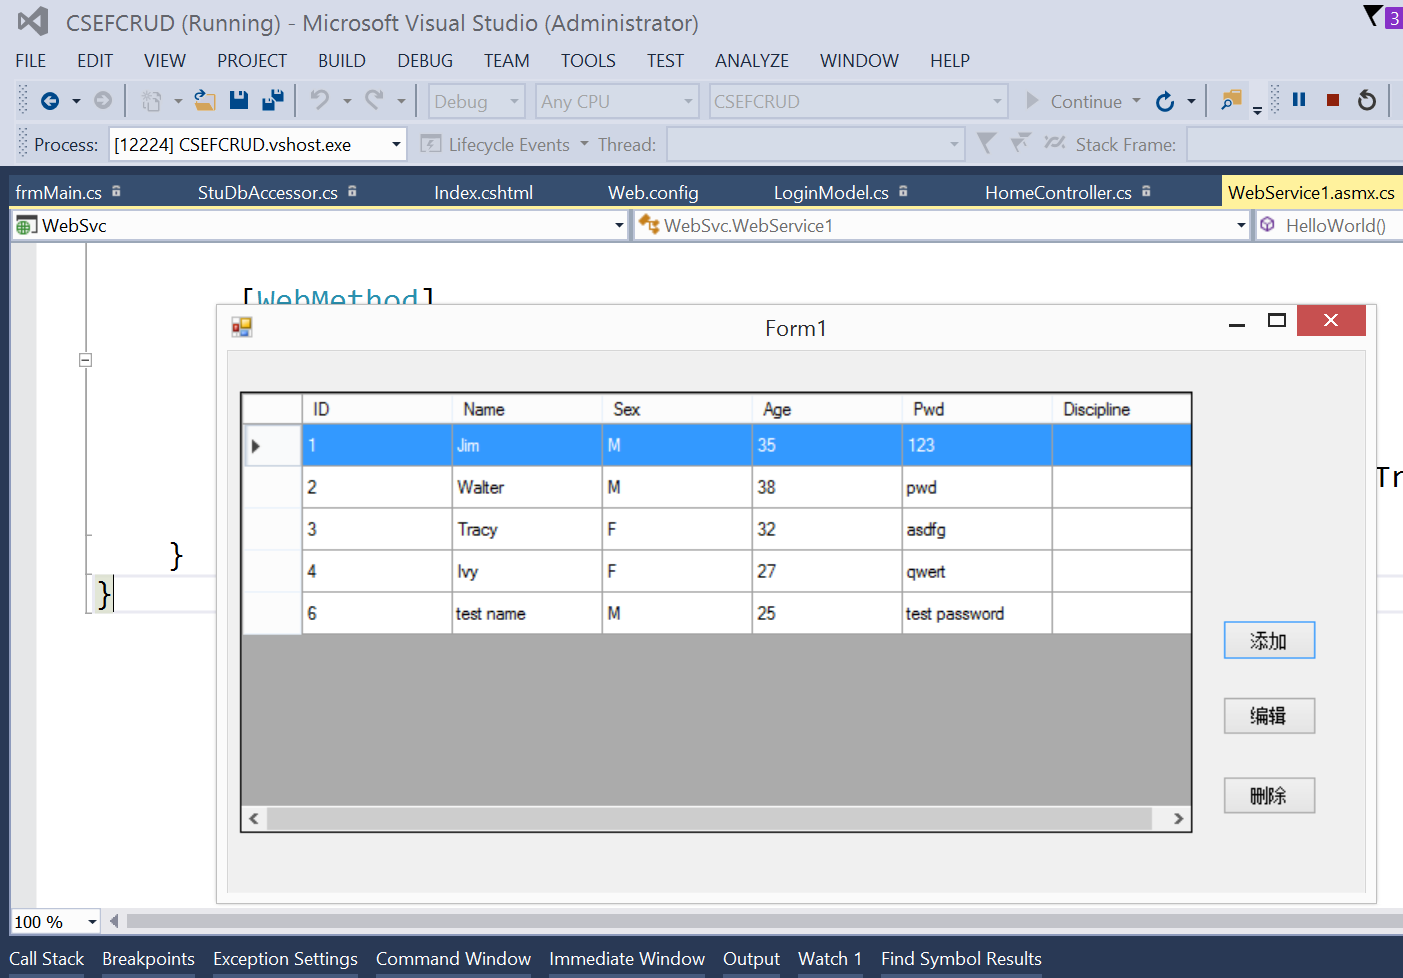 CSEFCRUD (Running) - Microsoft Visual Studio (Administrator)
3
FILE EDIT VIEW PROJECT BUILD DEBUG TEAM TOOLS TEST ANALYZE WINDOW HELP
Debug Any CPU CSEFCRUD Continue
Process: [12224] CSEFCRUD.vshost.exe Lifecycle Events Thread: Stack Frame:
frmMain.cs StuDbAccessor.cs Index.cshtml Web.config LoginModel.cs HomeController.cs WebService1.asmx.cs
WebSvc WebSvc.WebService1 HelloWorld()
[WebMethod]
Form1
ID Name Sex Age Pwd Discipline
1 Jim M 35 123
2 Walter M 38 pwd
3 Tracy F 32 asdfg
4 Ivy F 27 qwert
6 test name M 25 test password
Tr
}
}
添加
编辑
删除
100 %
Call Stack Breakpoints Exception Settings Command Window Immediate Window Output Watch 1 Find Symbol Results